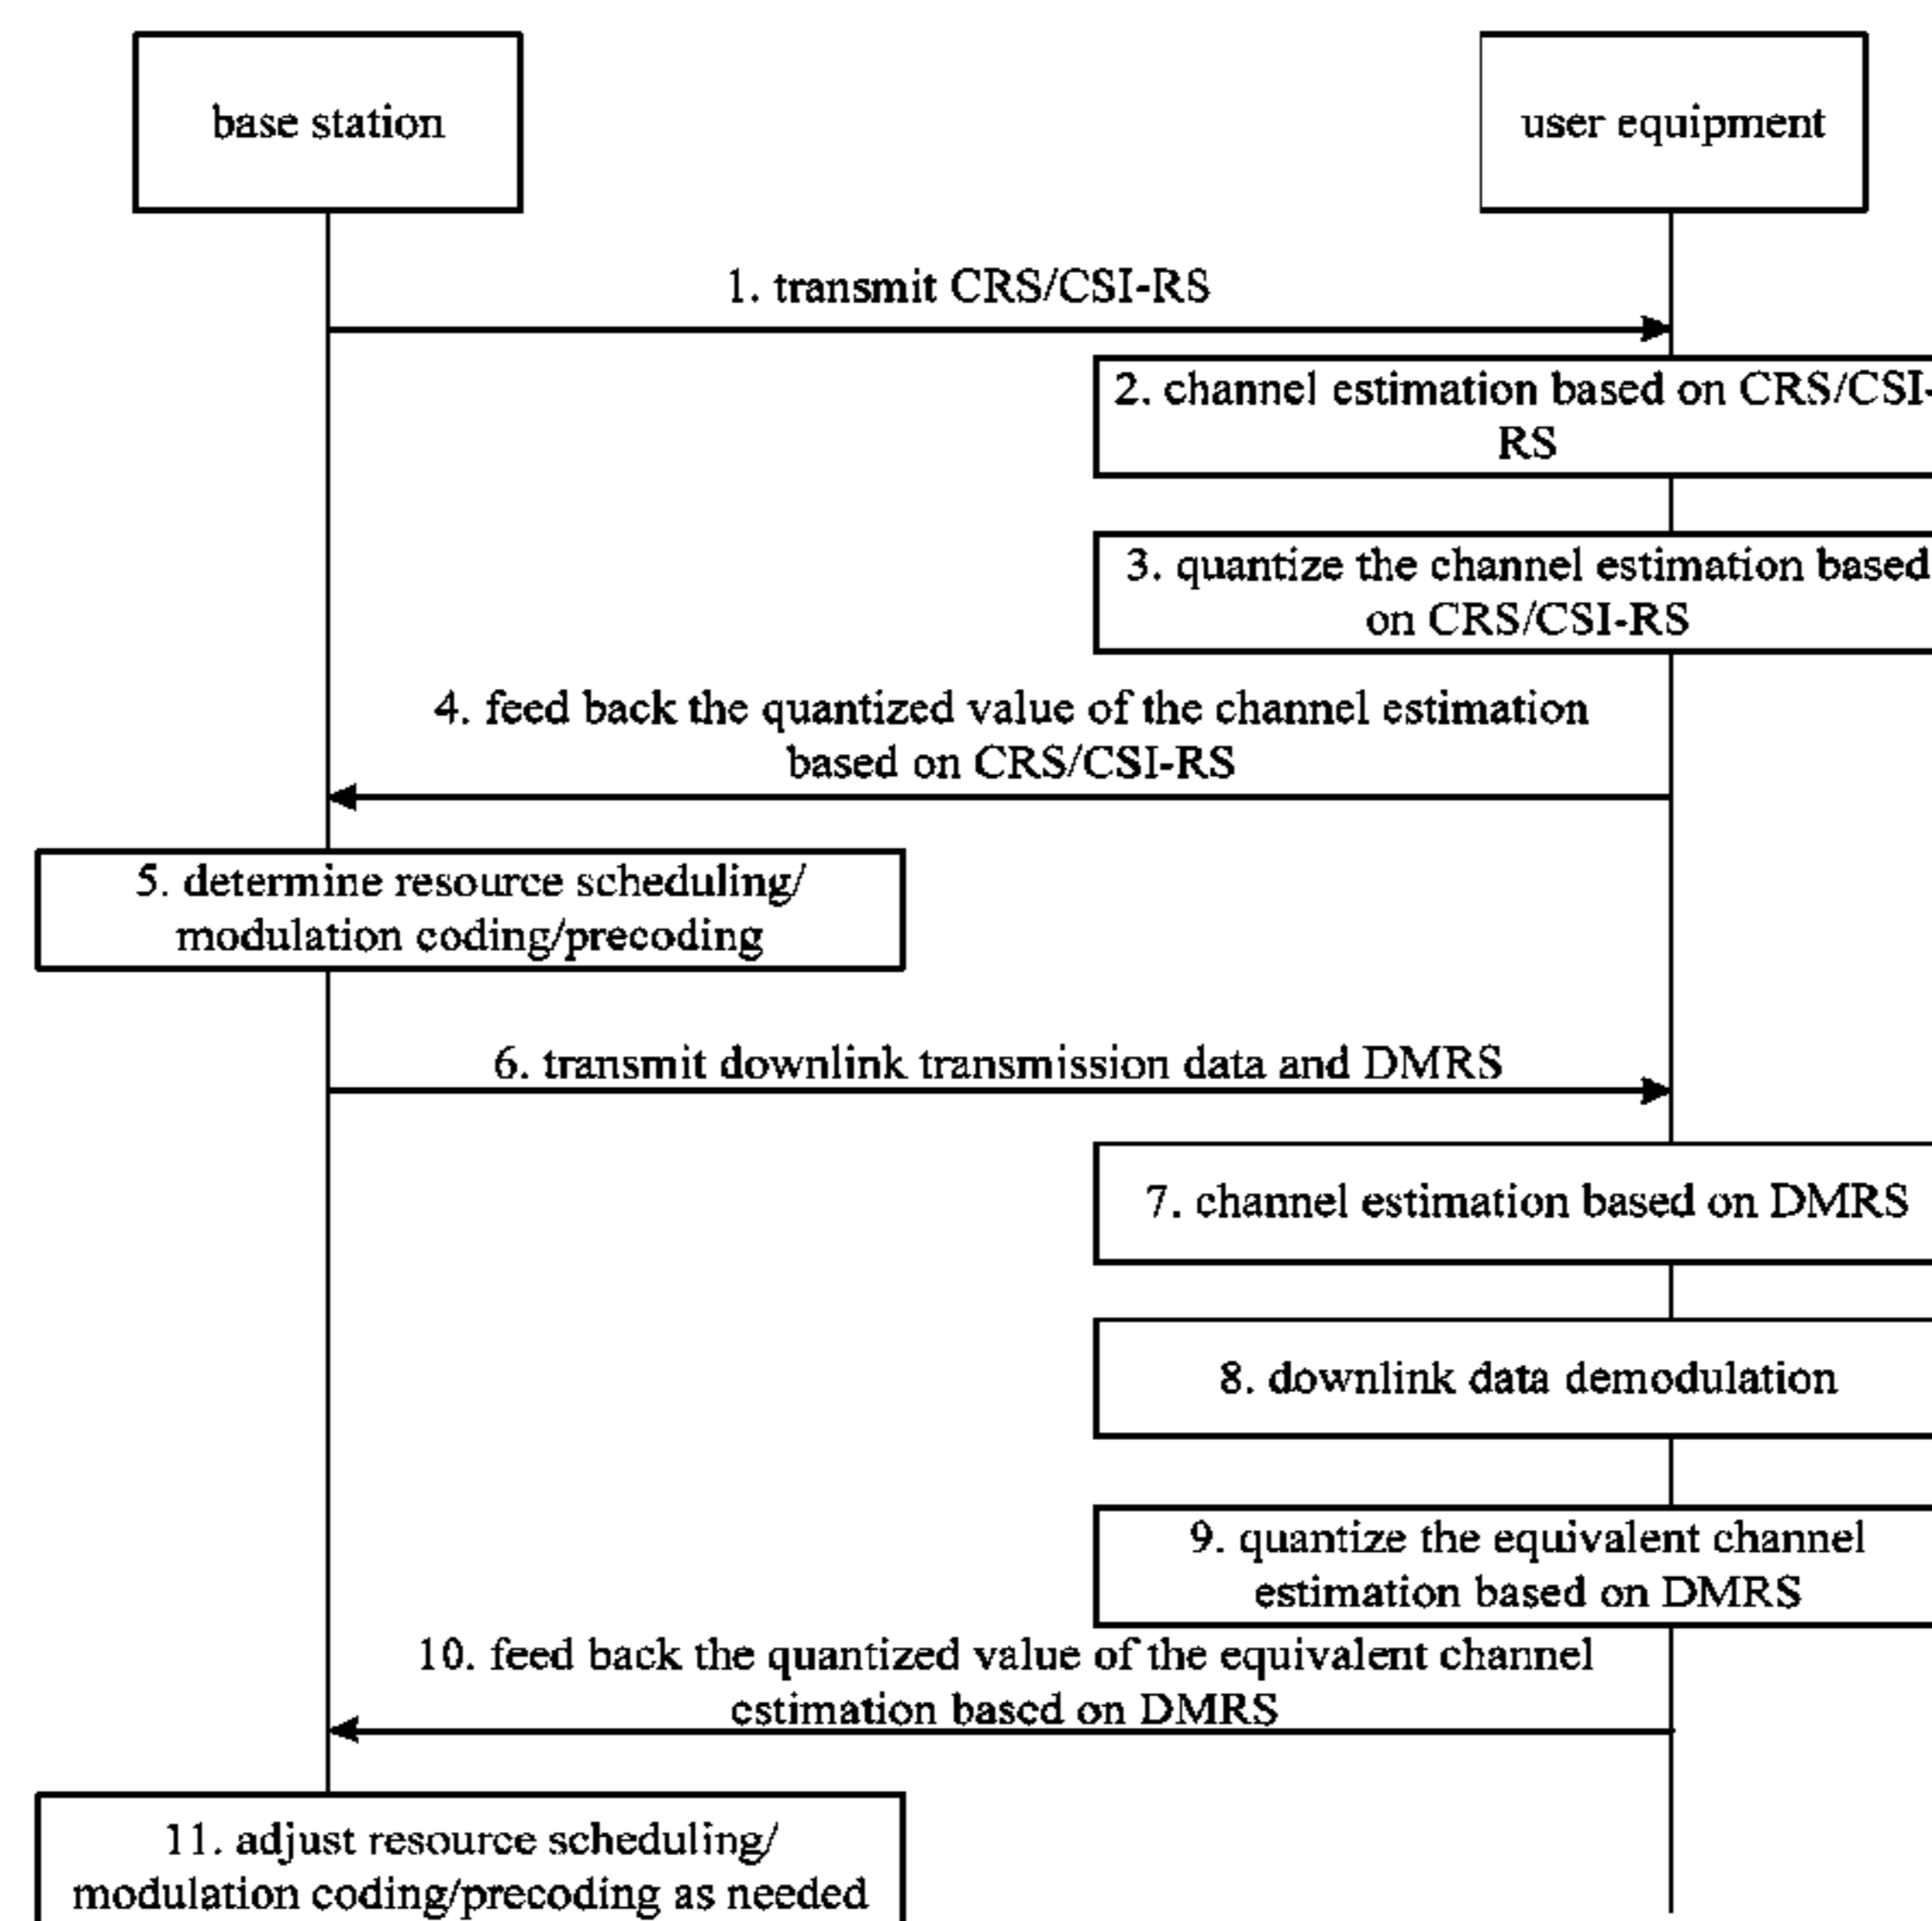 base station
user equipment
1. transmit CRS/CSI-RS
2. channel estimation based on CRS/CSI-
RS
3. quantize the channel estimation based
on CRS/CSI-RS
4. feed back the quantized value of the channel estimation
based on CRS/CSI-RS
5. determine resource scheduling/
modulation coding/precoding
6. transmit downlink transmission data and DMRS
7. channel estimation based on DMRS
8. downlink data demodulation
9. quantize the equivalent channel
estimation based on DMRS
10. feed back the quantized value of the equivalent channel
estimation based on DMRS
11. adjust resource scheduling/
modulation coding/precoding as needed